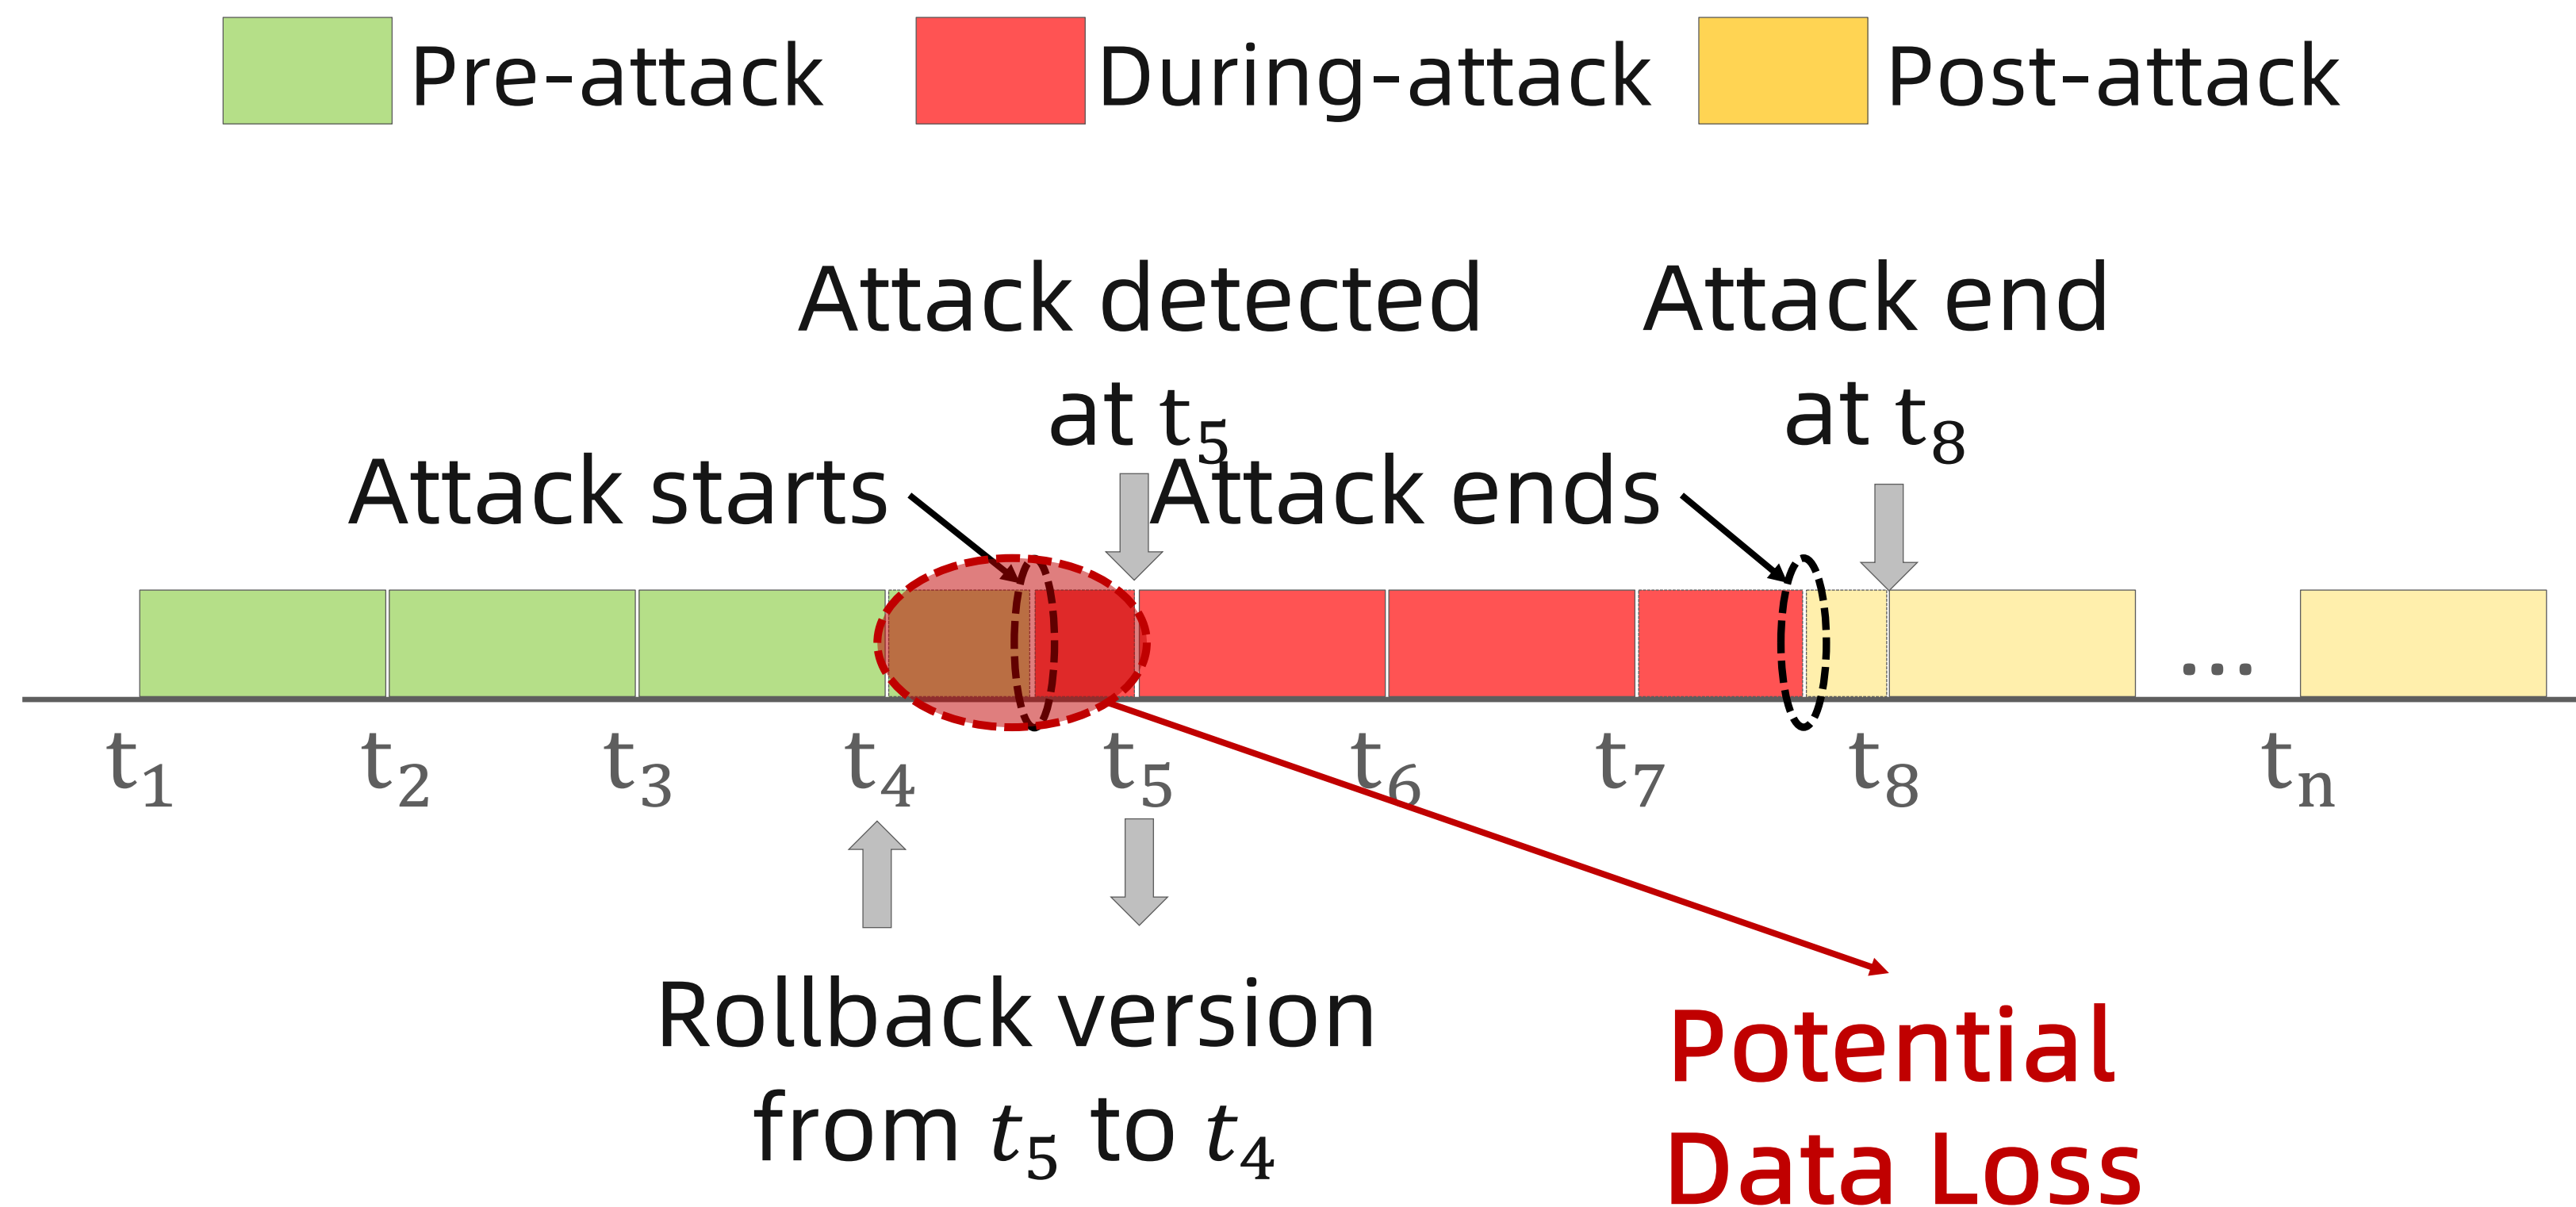 Pre-attack
During-attack
Post-attack
Attack detected
at t₅
Attack end
at t₈
Attack starts
Attack ends
t₁
t₂
t₃
t₄
t₅
t₆
t₇
t₈
...
tₙ
Rollback version
from t₅ to t₄
Potential
Data Loss